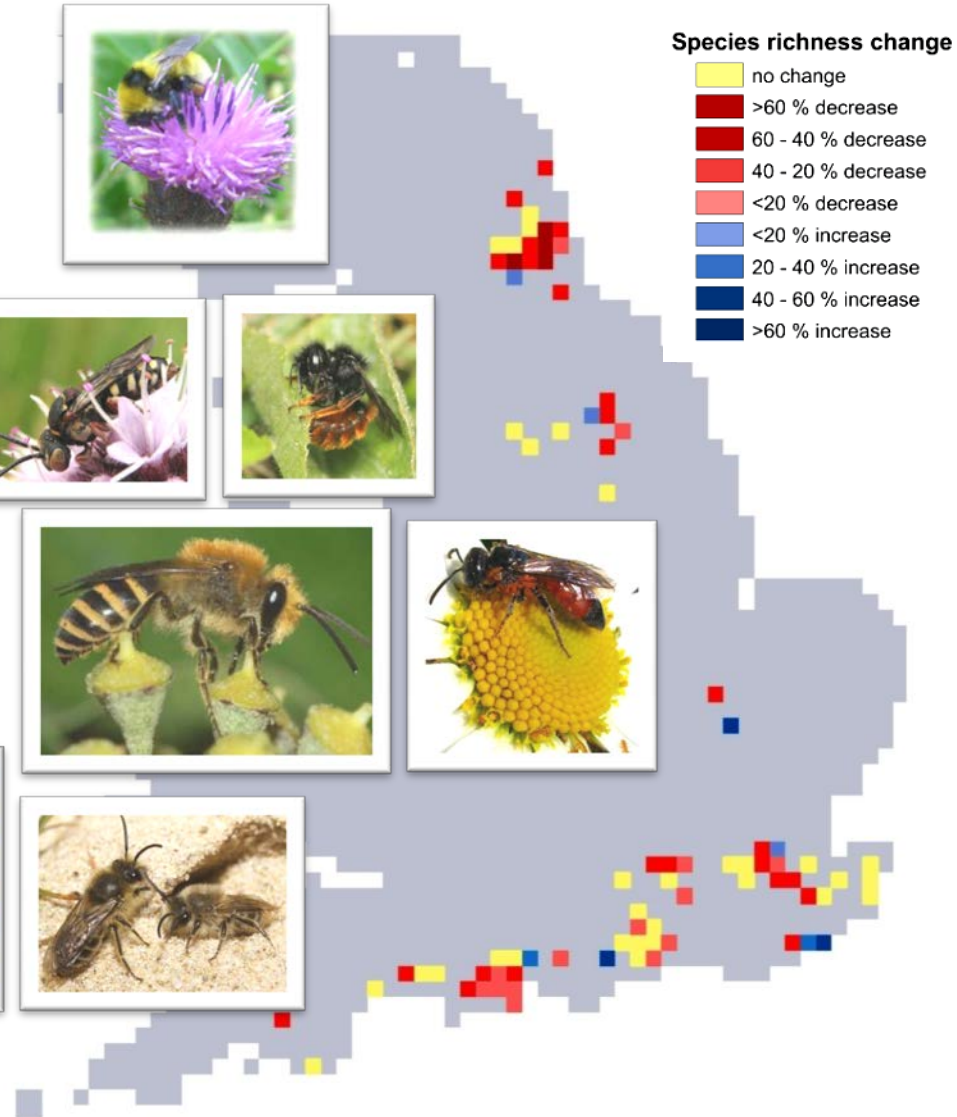 Species richness change
no change
>60 % decrease
60 - 40 % decrease
40 - 20 % decrease
<20 % decrease
<20 % increase
20 - 40 % increase
40 - 60 % increase
>60 % increase